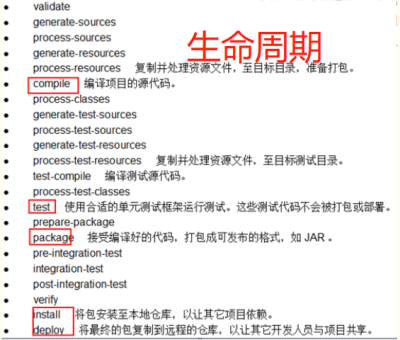 生命周期
validate
generate-sources
process-sources
generate-resources
process-resources 复制并处理资源文件，至目标目录，准备打包。
compile 编译项目的源代码。
process-classes
generate-test-sources
process-test-sources
generate-test-resources
process-test-resources 复制并处理资源文件，至目标测试目录。
test-compile 编译测试源代码。
process-test-classes
test 使用合适的单元测试框架运行测试。这些测试代码不会被打包或部署。
prepare-package
package 接受编译好的代码，打包成可发布的格式，如 JAR 。
pre-integration-test
integration-test
post-integration-test
verify
install 将包安装至本地仓库，以让其它项目依赖。
deploy 将最终的包复制到远程的仓库，以让其它开发人员与项目共享。